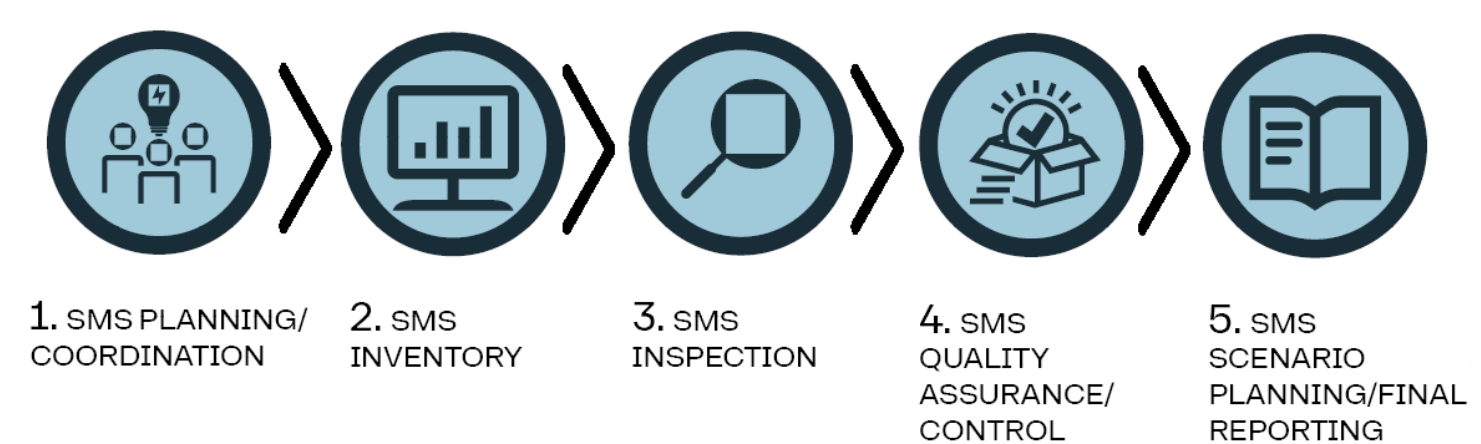 1. SMS PLANNING/
COORDINATION
2. SMS
INVENTORY
3. SMS
INSPECTION
4. SMS
QUALITY
ASSURANCE/
CONTROL
5. SMS
SCENARIO
PLANNING/FINAL
REPORTING